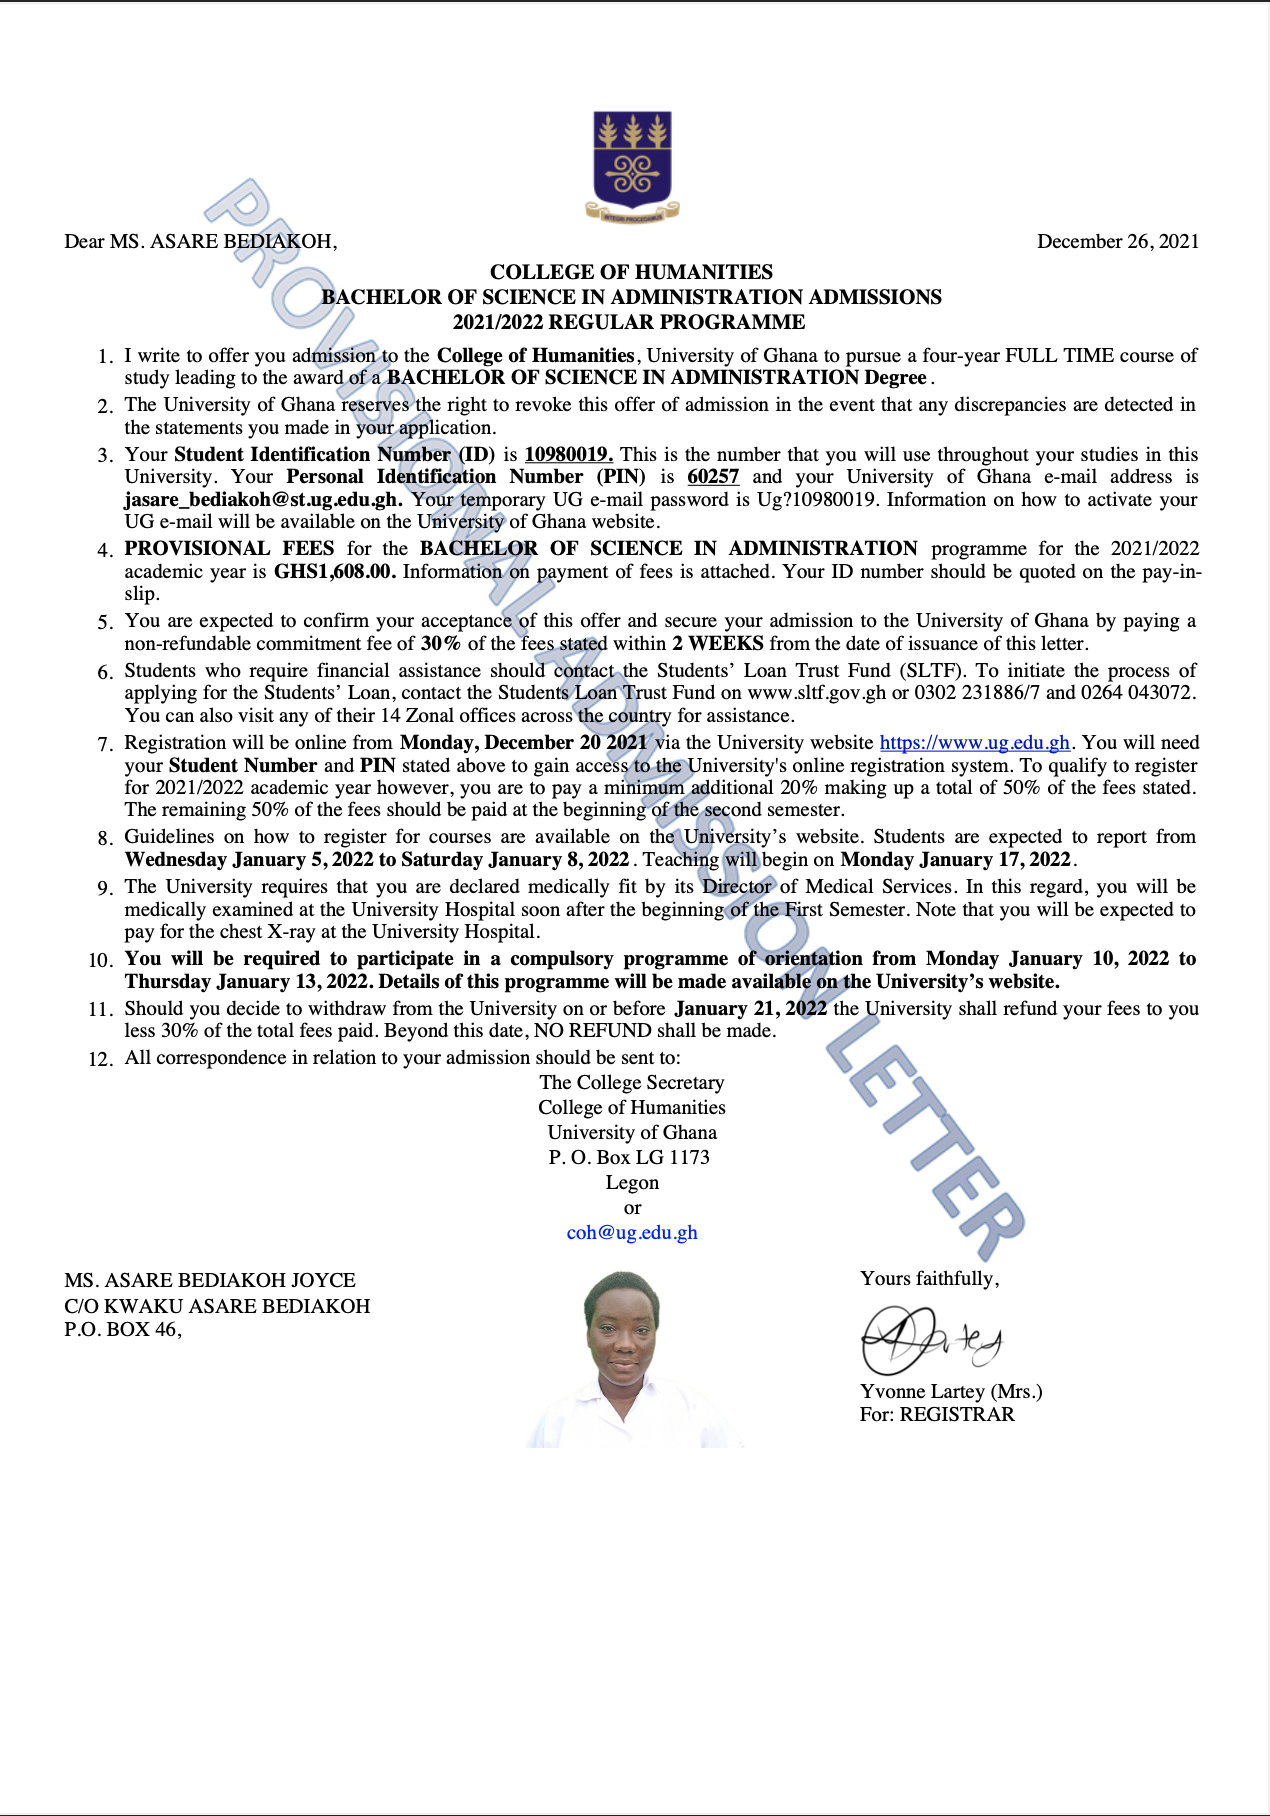 INTEGRI PROCEDAMUS
Dear MS. ASARE BEDIAKOH,
December 26, 2021
COLLEGE OF HUMANITIES
BACHELOR OF SCIENCE IN ADMINISTRATION ADMISSIONS
2021/2022 REGULAR PROGRAMME
1. I write to offer you admission to the College of Humanities, University of Ghana to pursue a four-year FULL TIME course of
study leading to the award of a BACHELOR OF SCIENCE IN ADMINISTRATION Degree .
2. The University of Ghana reserves the right to revoke this offer of admission in the event that any discrepancies are detected in
the statements you made in your application.
3. Your Student Identification Number (ID) is 10980019. This is the number that you will use throughout your studies in this
University. Your Personal Identification Number (PIN) is 60257 and your University of Ghana e-mail address is
jasare_bediakoh@st.ug.edu.gh. Your temporary UG e-mail password is Ug?10980019. Information on how to activate your
UG e-mail will be available on the University of Ghana website.
4. PROVISIONAL FEES for the BACHELOR OF SCIENCE IN ADMINISTRATION programme for the 2021/2022
academic year is GHS1,608.00. Information on payment of fees is attached. Your ID number should be quoted on the pay-in-
slip.
5. You are expected to confirm your acceptance of this offer and secure your admission to the University of Ghana by paying a
non-refundable commitment fee of 30% of the fees stated within 2 WEEKS from the date of issuance of this letter.
6. Students who require financial assistance should contact the Students’ Loan Trust Fund (SLTF). To initiate the process of
applying for the Students’ Loan, contact the Students Loan Trust Fund on www.sltf.gov.gh or 0302 231886/7 and 0264 043072.
You can also visit any of their 14 Zonal offices across the country for assistance.
7. Registration will be online from Monday, December 20 2021 via the University website https://www.ug.edu.gh. You will need
your Student Number and PIN stated above to gain access to the University's online registration system. To qualify to register
for 2021/2022 academic year however, you are to pay a minimum additional 20% making up a total of 50% of the fees stated.
The remaining 50% of the fees should be paid at the beginning of the second semester.
8. Guidelines on how to register for courses are available on the University’s website. Students are expected to report from
Wednesday January 5, 2022 to Saturday January 8, 2022 . Teaching will begin on Monday January 17, 2022.
9. The University requires that you are declared medically fit by its Director of Medical Services. In this regard, you will be
medically examined at the University Hospital soon after the beginning of the First Semester. Note that you will be expected to
pay for the chest X-ray at the University Hospital.
10. You will be required to participate in a compulsory programme of orientation from Monday January 10, 2022 to
Thursday January 13, 2022. Details of this programme will be made available on the University’s website.
11. Should you decide to withdraw from the University on or before January 21, 2022 the University shall refund your fees to you
less 30% of the total fees paid. Beyond this date, NO REFUND shall be made.
12. All correspondence in relation to your admission should be sent to:
The College Secretary
College of Humanities
University of Ghana
P. O. Box LG 1173
Legon
or
coh@ug.edu.gh
MS. ASARE BEDIAKOH JOYCE
C/O KWAKU ASARE BEDIAKOH
P.O. BOX 46,
Yours faithfully,
Yvonne Lartey (Mrs.)
For: REGISTRAR
PROVISIONAL ADMISSION LETTER